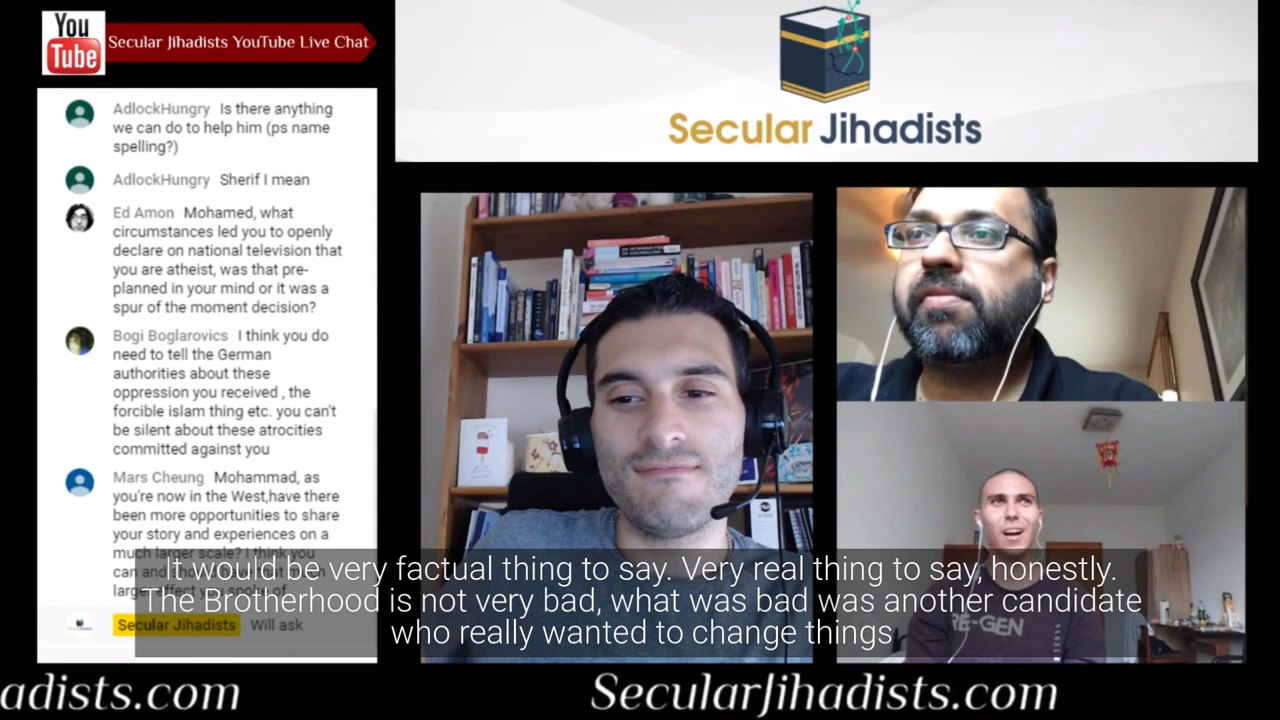 You
Tube
Secular Jihadists YouTube Live Chat
AdlockHungry Is there anything
we can do to help him (ps name
spelling?)
AdlockHungry Sherif I mean
Ed Amon Mohamed, what
circumstances led you to openly
declare on national television that
you are atheist, was that pre-
planned in your mind or it was a
spur of the moment decision?
Bogi Boglarovics I think you do
need to tell the German
authorities about these
oppression you received , the
forcible islam thing etc. you can't
be silent about these atrocities
committed against you
Mars Cheung Mohammad, as
you're now in the West,have there
been more opportunities to share
your story and experiences on a
much larger scale? I think you
can and
large
Secular Jihadists Will ask
Secular Jihadists
RE-GEN
It would be very factual thing to say. Very real thing to say, honestly.
The Brotherhood is not very bad, what was bad was another candidate
who really wanted to change things
adists.com
SecularJihadists.com